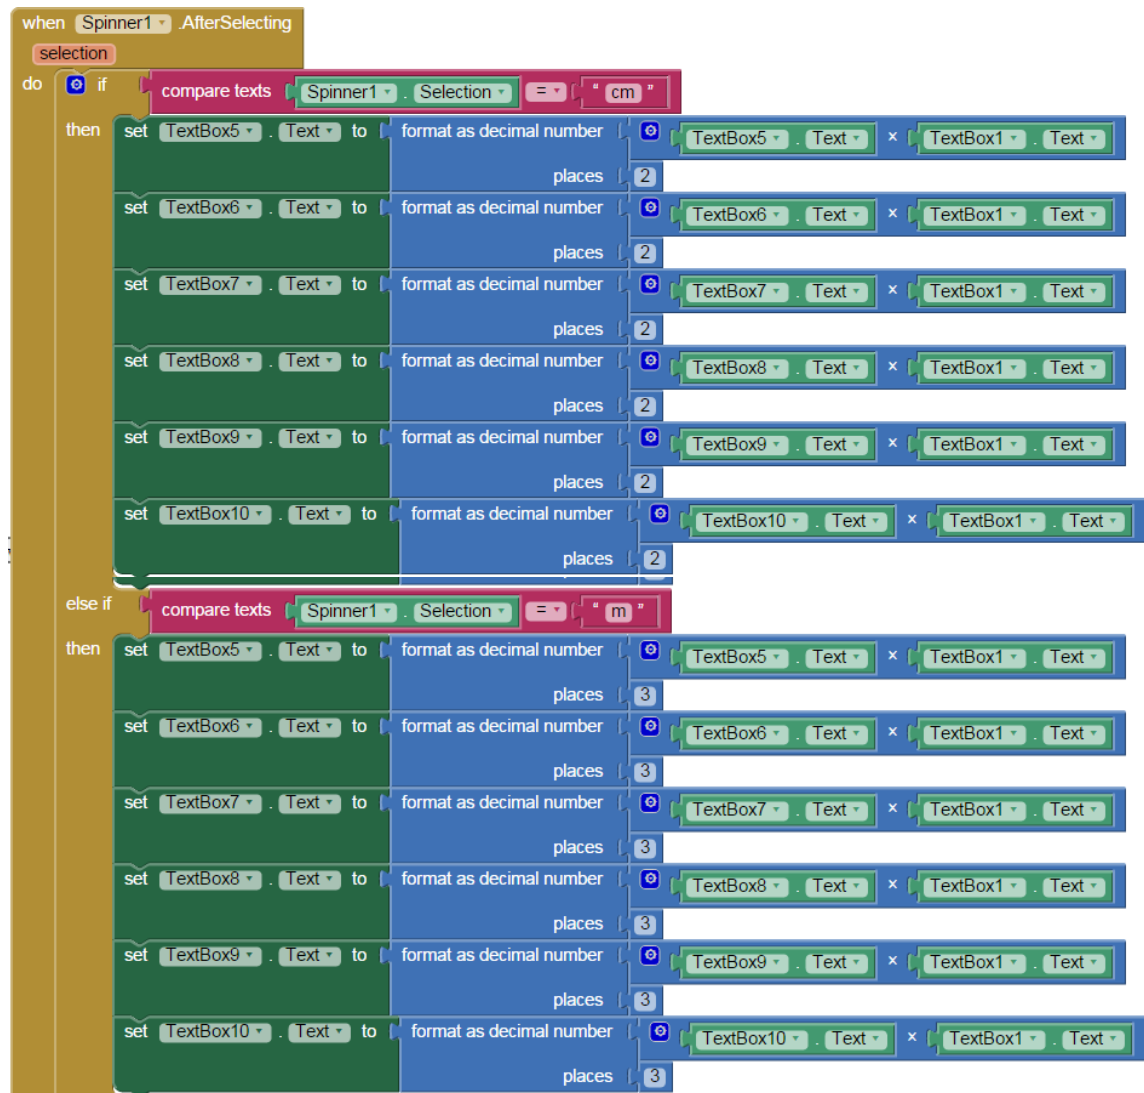 when Spinner1 .AfterSelecting
selection
do if compare texts Spinner1 . Selection = " cm "
then set TextBox5 . Text to format as decimal number TextBox5 . Text × TextBox1 . Text
places 2
set TextBox6 . Text to format as decimal number TextBox6 . Text × TextBox1 . Text
places 2
set TextBox7 . Text to format as decimal number TextBox7 . Text × TextBox1 . Text
places 2
set TextBox8 . Text to format as decimal number TextBox8 . Text × TextBox1 . Text
places 2
set TextBox9 . Text to format as decimal number TextBox9 . Text × TextBox1 . Text
places 2
set TextBox10 . Text to format as decimal number TextBox10 . Text × TextBox1 . Text
places 2
else if compare texts Spinner1 . Selection = " m "
then set TextBox5 . Text to format as decimal number TextBox5 . Text × TextBox1 . Text
places 3
set TextBox6 . Text to format as decimal number TextBox6 . Text × TextBox1 . Text
places 3
set TextBox7 . Text to format as decimal number TextBox7 . Text × TextBox1 . Text
places 3
set TextBox8 . Text to format as decimal number TextBox8 . Text × TextBox1 . Text
places 3
set TextBox9 . Text to format as decimal number TextBox9 . Text × TextBox1 . Text
places 3
set TextBox10 . Text to format as decimal number TextBox10 . Text × TextBox1 . Text
places 3